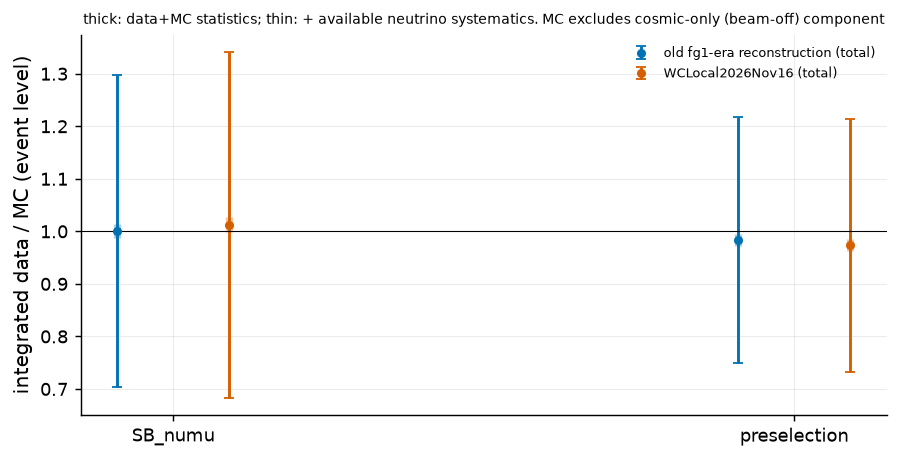 thick: data+MC statistics; thin: + available neutrino systematics. MC excludes cosmic-only (beam-off) component
old fg1-era reconstruction (total)
WCLocal2026Nov16 (total)
integrated data / MC (event level)
1.3
1.2
1.1
1.0
0.9
0.8
0.7
SB_numu
preselection